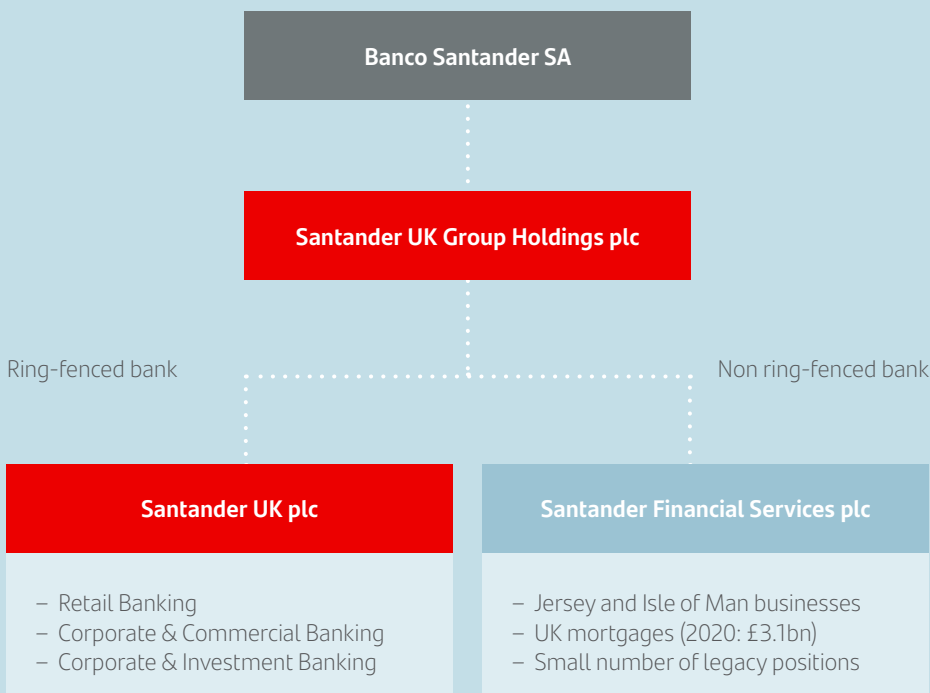 Banco Santander SA
Santander UK Group Holdings plc
Ring-fenced bank
Non ring-fenced bank
Santander UK plc
– Retail Banking
– Corporate & Commercial Banking
– Corporate & Investment Banking
Santander Financial Services plc
– Jersey and Isle of Man businesses
– UK mortgages (2020: £3.1bn)
– Small number of legacy positions